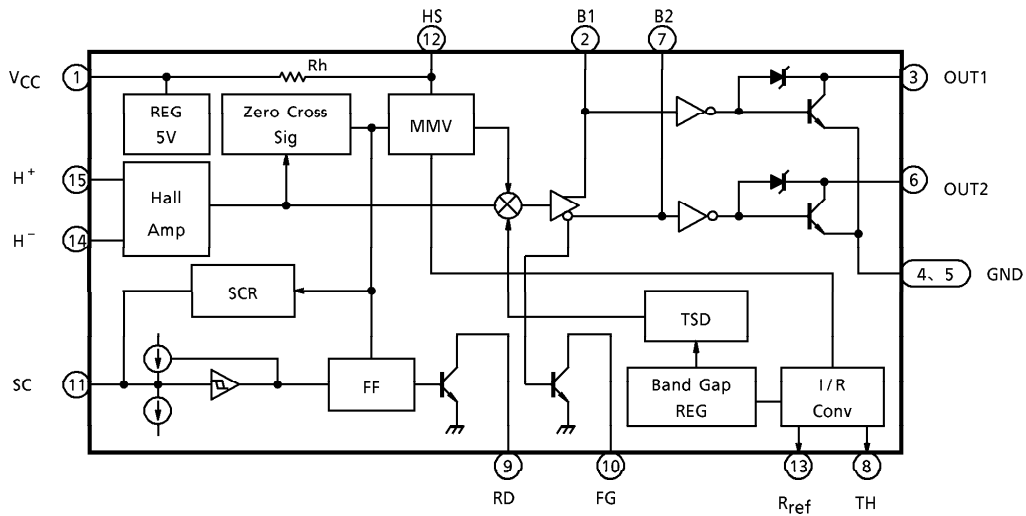 HS
B1
B2
12
2
7
VCC
1
Rh
3
OUT1
REG
5V
Zero Cross
Sig
MMV
H+
15
Hall
Amp
6
OUT2
H−
14
4、5
GND
SCR
TSD
SC
11
FF
Band Gap
REG
I/R
Conv
9
10
13
8
RD
FG
Rref
TH